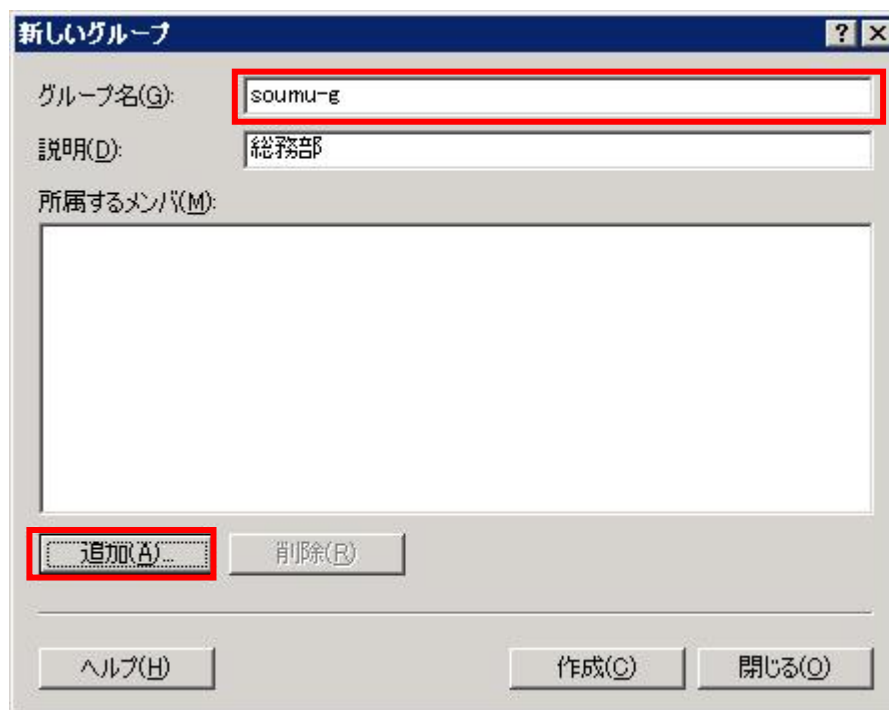 新しいグループ
グループ名(G): soumu-g
説明(D): 総務部
所属するメンバ(M):
追加(A)... 削除(R)
ヘルプ(H) 作成(C) 閉じる(O)